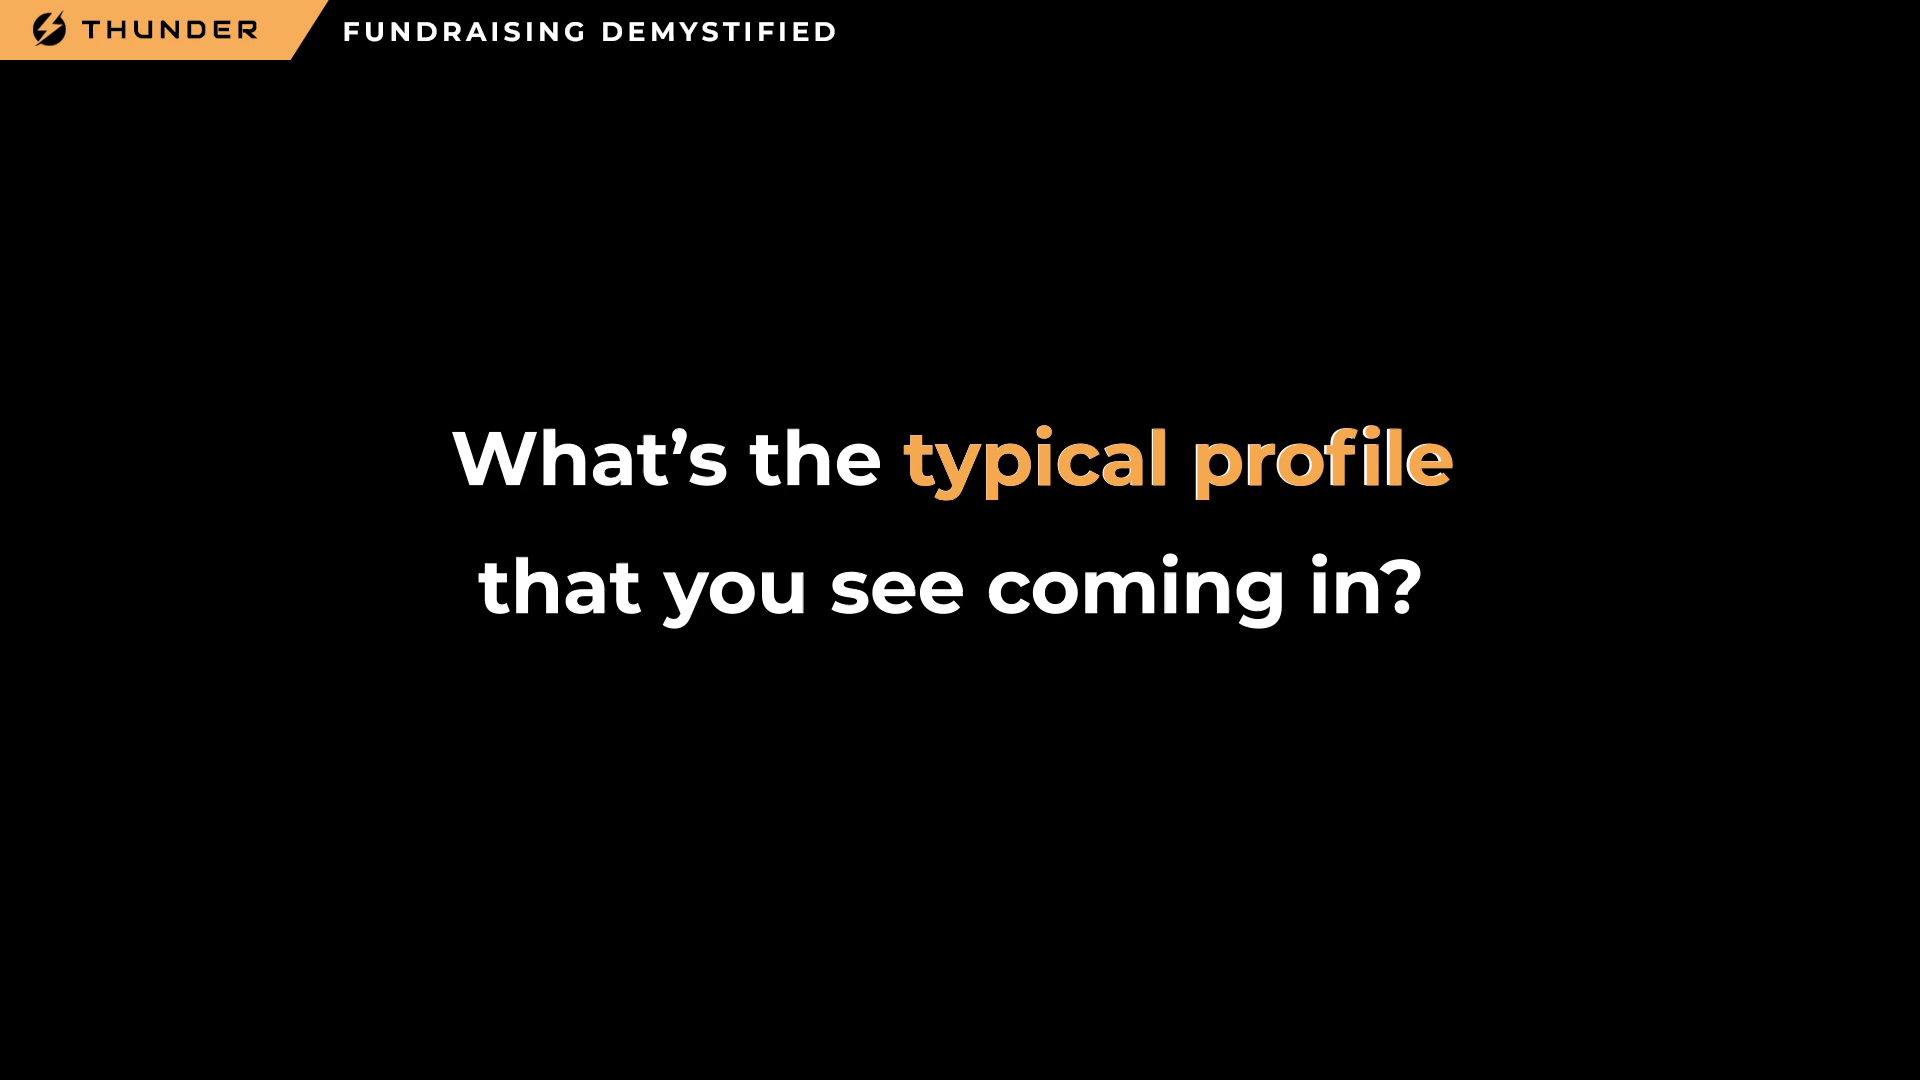 THUNDER
FUNDRAISING DEMYSTIFIED
What’s the typical profile
that you see coming in?